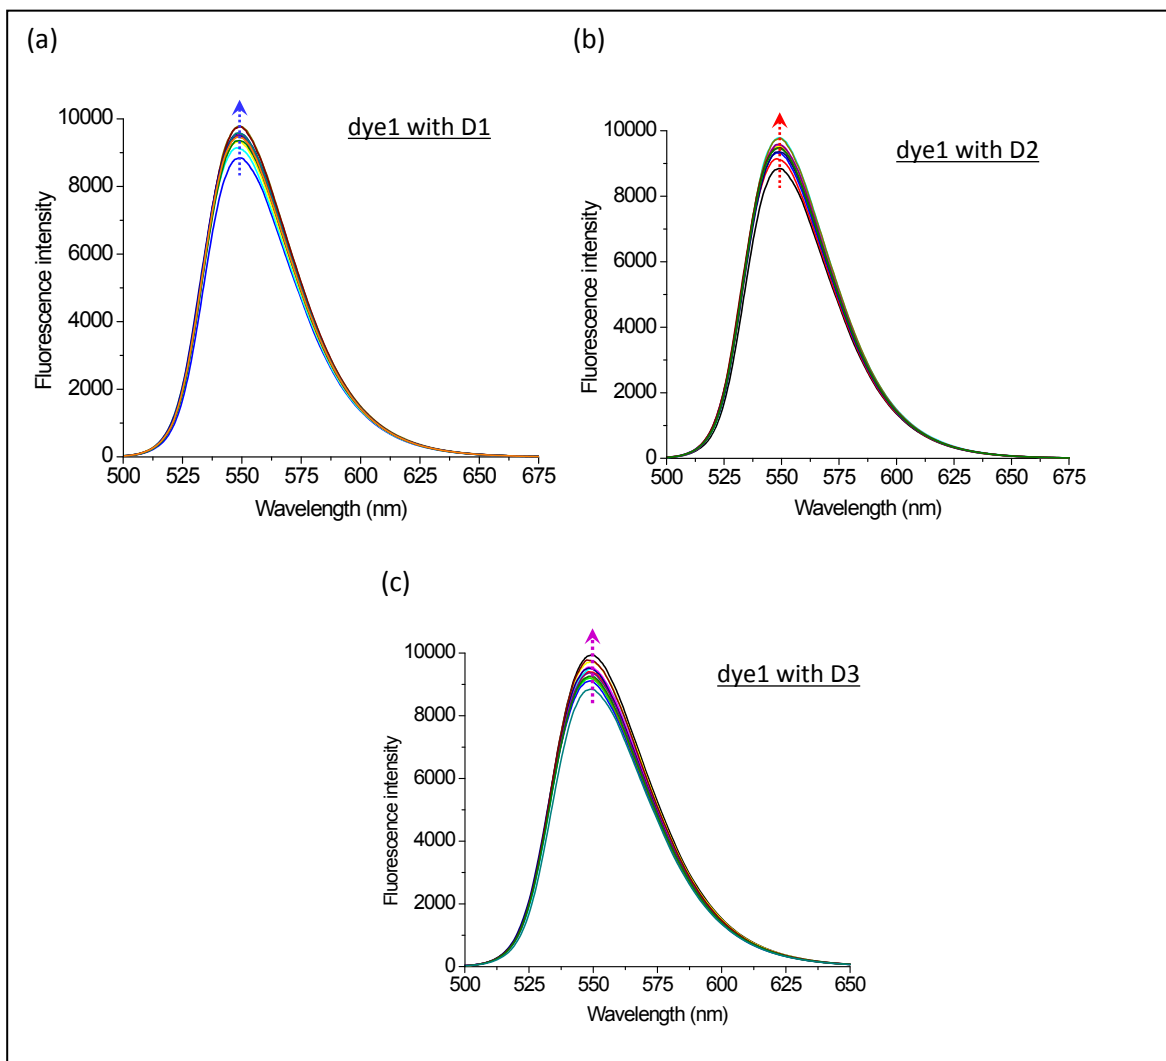 (a)
dye1 with D1
10000
8000
6000
4000
2000
0
Fluorescence intensity
500 525 550 575 600 625 650 675
Wavelength (nm)
(b)
dye1 with D2
10000
8000
6000
4000
2000
0
Fluorescence intensity
500 525 550 575 600 625 650 675
Wavelength (nm)
(c)
dye1 with D3
10000
8000
6000
4000
2000
0
Fluorescence intensity
500 525 550 575 600 625 650
Wavelength (nm)